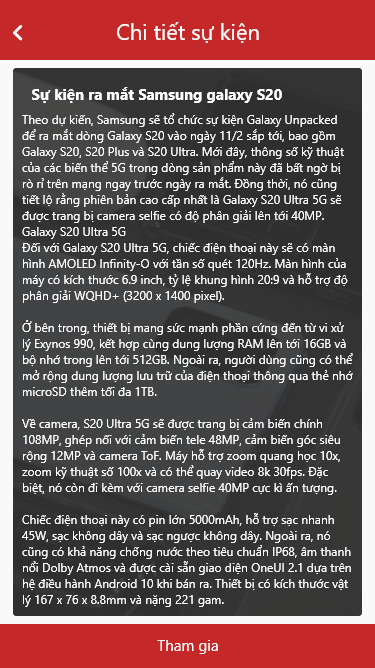 Chi tiết sự kiện
Sự kiện ra mắt Samsung galaxy S20
Theo dự kiến, Samsung sẽ tổ chức sự kiện Galaxy Unpacked
để ra mắt dòng Galaxy S20 vào ngày 11/2 sắp tới, bao gồm
Galaxy S20, S20 Plus và S20 Ultra. Mới đây, thông số kỹ thuật
của các biến thể 5G trong dòng sản phẩm này đã bất ngờ bị
rò rỉ trên mạng ngay trước ngày ra mắt. Đồng thời, nó cũng
tiết lộ rằng phiên bản cao cấp nhất là Galaxy S20 Ultra 5G sẽ
được trang bị camera selfie có độ phân giải lên tới 40MP.
Galaxy S20 Ultra 5G
Đối với Galaxy S20 Ultra 5G, chiếc điện thoại này sẽ có màn
hình AMOLED Infinity-O với tần số quét 120Hz. Màn hình của
máy có kích thước 6.9 inch, tỷ lệ khung hình 20:9 và hỗ trợ độ
phân giải WQHD+ (3200 x 1400 pixel).
Ở bên trong, thiết bị mang sức mạnh phần cứng đến từ vi xử
lý Exynos 990, kết hợp cùng dung lượng RAM lên tới 16GB và
bộ nhớ trong lên tới 512GB. Ngoài ra, người dùng cũng có thể
mở rộng dung lượng lưu trữ của điện thoại thông qua thẻ nhớ
microSD thêm tối đa 1TB.
Về camera, S20 Ultra 5G sẽ được trang bị cảm biến chính
108MP, ghép nối với cảm biến tele 48MP, cảm biến góc siêu
rộng 12MP và camera ToF. Máy hỗ trợ zoom quang học 10x,
zoom kỹ thuật số 100x và có thể quay video 8k 30fps. Đặc
biệt, nó còn đi kèm với camera selfie 40MP cực kì ấn tượng.
Chiếc điện thoại này có pin lớn 5000mAh, hỗ trợ sạc nhanh
45W, sạc không dây và sạc ngược không dây. Ngoài ra, nó
cũng có khả năng chống nước theo tiêu chuẩn IP68, âm thanh
nổi Dolby Atmos và được cài sẵn giao diện OneUI 2.1 dựa trên
hệ điều hành Android 10 khi bán ra. Thiết bị có kích thước vật
lý 167 x 76 x 8.8mm và nặng 221 gam.
Tham gia